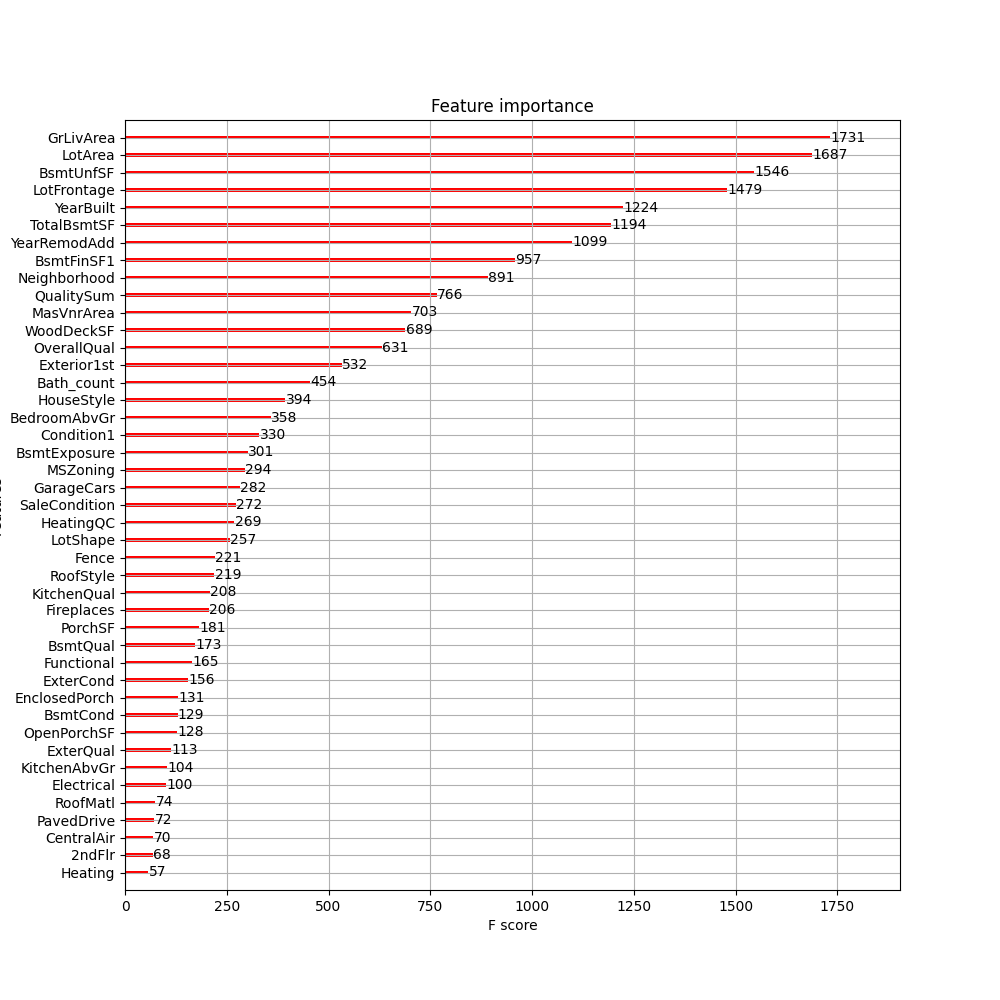 Feature importance
GrLivArea 1731
LotArea 1687
BsmtUnfSF 1546
LotFrontage 1479
YearBuilt 1224
TotalBsmtSF 1194
YearRemodAdd 1099
BsmtFinSF1 957
Neighborhood 891
QualitySum 766
MasVnrArea 703
WoodDeckSF 689
OverallQual 631
Exterior1st 532
Bath_count 454
HouseStyle 394
BedroomAbvGr 358
Condition1 330
BsmtExposure 301
MSZoning 294
GarageCars 282
SaleCondition 272
HeatingQC 269
LotShape 257
Fence 221
RoofStyle 219
KitchenQual 208
Fireplaces 206
PorchSF 181
BsmtQual 173
Functional 165
ExterCond 156
EnclosedPorch 131
BsmtCond 129
OpenPorchSF 128
ExterQual 113
KitchenAbvGr 104
Electrical 100
RoofMatl 74
PavedDrive 72
CentralAir 70
2ndFlr 68
Heating 57
0 250 500 750 1000 1250 1500 1750
F score